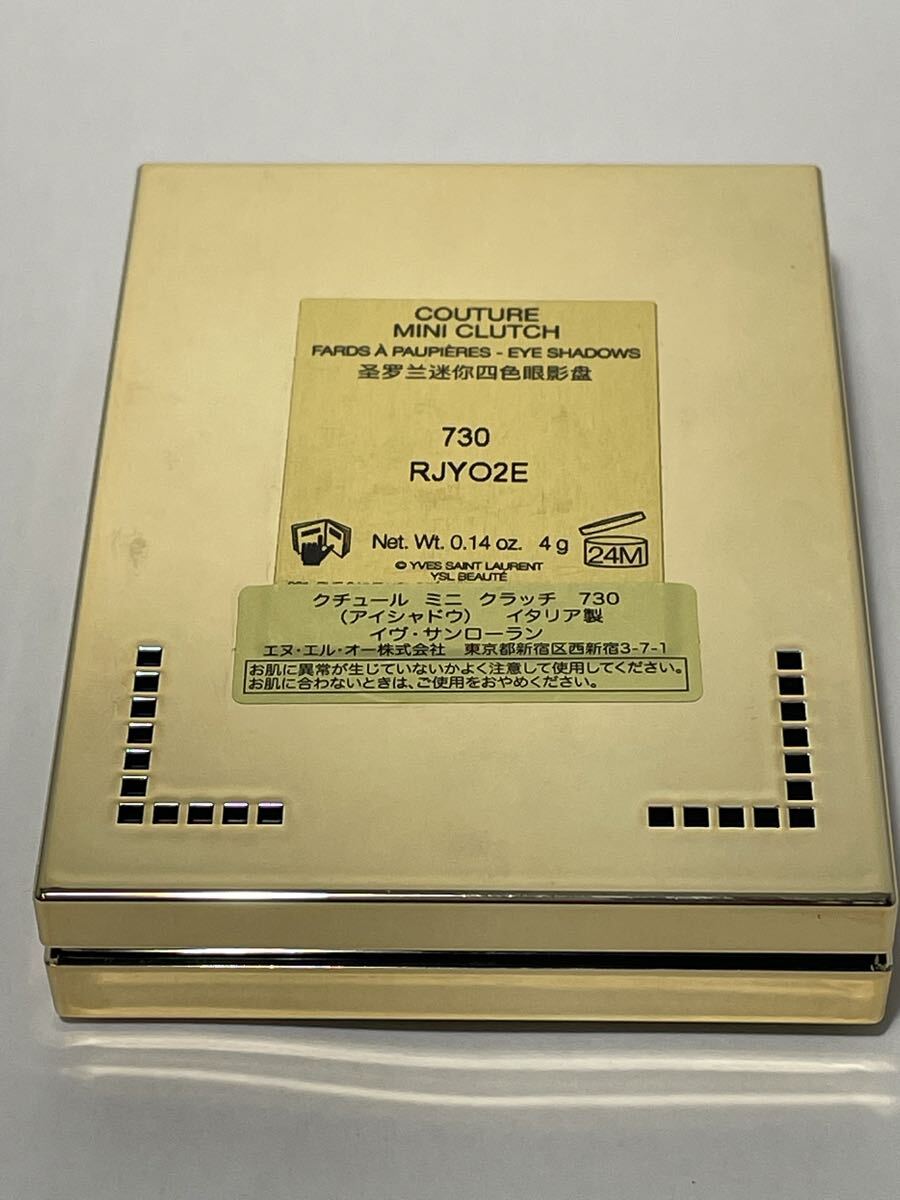 COUTURE
MINI CLUTCH
FARDS À PAUPIÈRES - EYE SHADOWS
圣罗兰迷你四色眼影盘
730
RJYO2E
Net. Wt. 0.14 oz. 4 g
24M
© YVES SAINT LAURENT
YSL BEAUTÉ
クチュール ミニ クラッチ 730
(アイシャドウ) イタリア製
イヴ・サンローラン
エヌ・エル・オー株式会社 東京都新宿区西新宿3-7-1
お肌に異常が生じていないかよく注意して使用してください。
お肌に合わないときは、ご使用をおやめください。